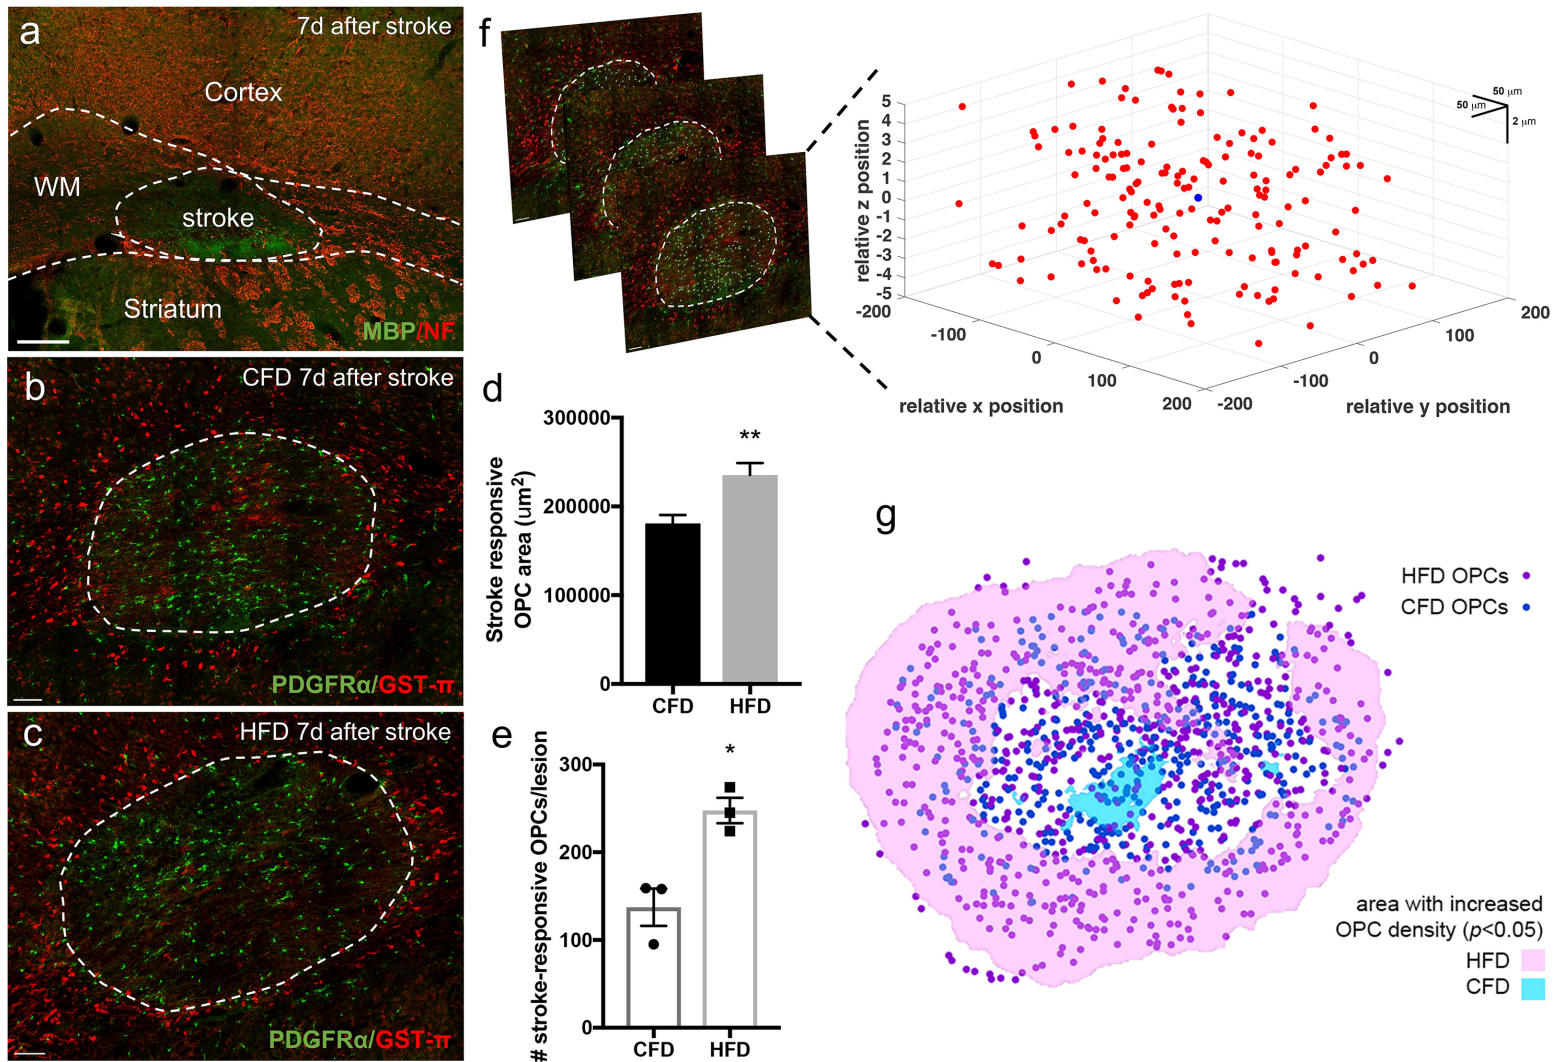 a
7d after stroke
Cortex
WM
stroke
Striatum
MBP/NF
b
CFD 7d after stroke
PDGFRα/GST-π
c
HFD 7d after stroke
PDGFRα/GST-π
d
300000
200000
100000
0
Stroke responsive
OPC area (um²)
**
CFD
HFD
e
300
200
100
0
# stroke-responsive OPCs/lesion
*
CFD
HFD
f
5
4
3
2
1
0
-1
-2
-3
-4
-5
relative z position
-200
-100
0
100
200
relative x position
-200
-100
0
100
200
relative y position
50 µm
50 µm
2 µm
g
HFD OPCs
CFD OPCs
area with increased
OPC density (p<0.05)
HFD
CFD